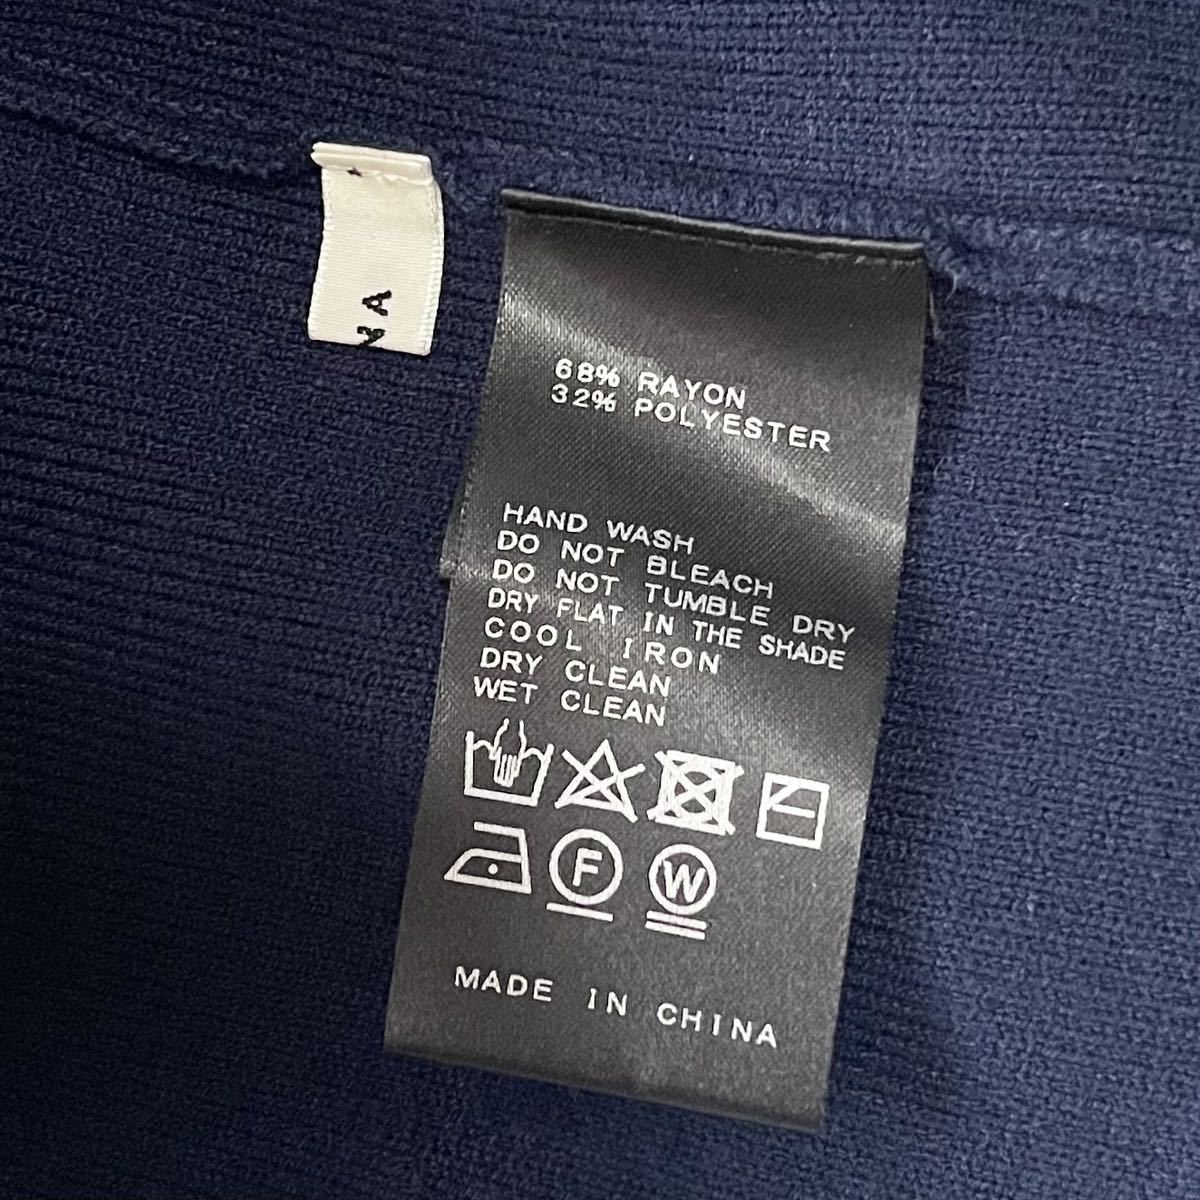 68% RAYON
32% POLYESTER
HAND WASH
DO NOT BLEACH
DO NOT TUMBLE DRY
DRY FLAT IN THE SHADE
COOL IRON
DRY CLEAN
WET CLEAN
F
W
MADE IN CHINA